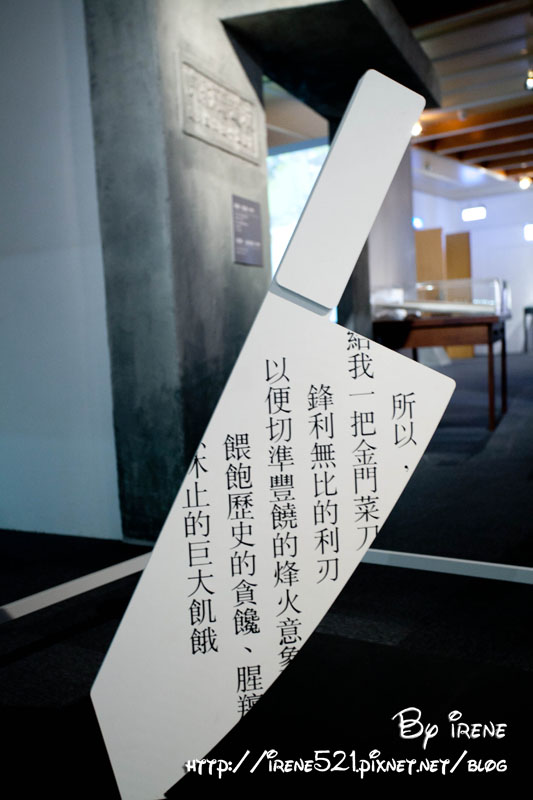 所以，
給我一把金門菜刀
鋒利無比的利刃
以便切準豐饒的烽火意象
餵飽歷史的貪饞、腥羶
休止的巨大飢餓
By Irene
http://irene521.pixnet.net/blog